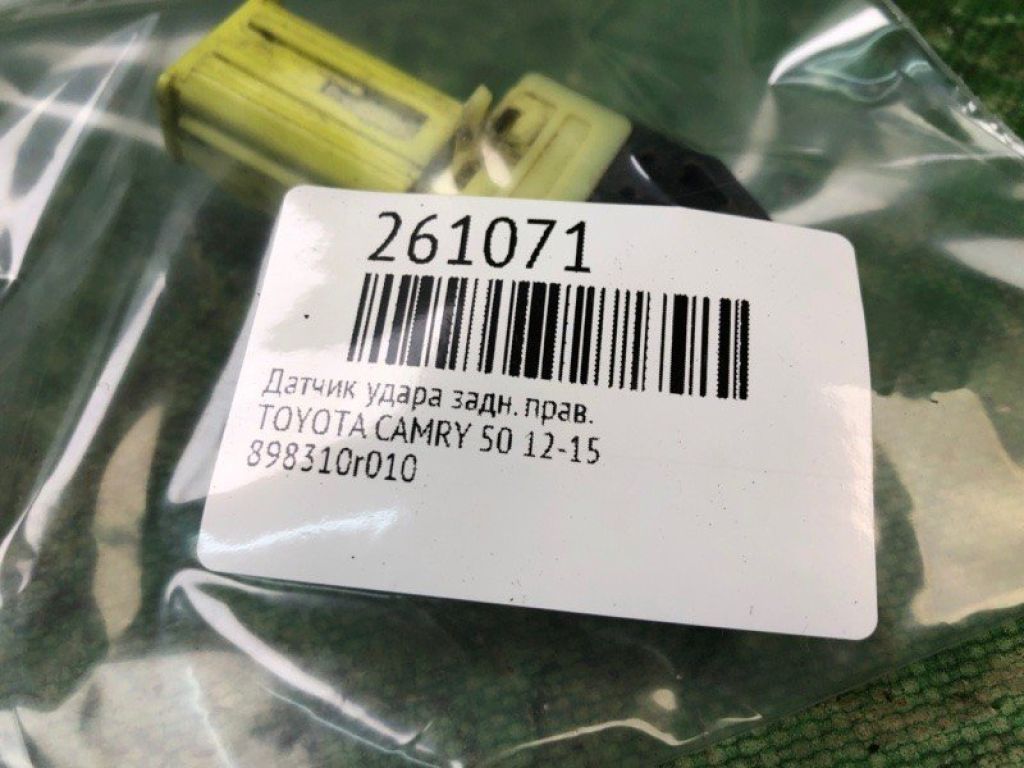 261071
Датчик удара задн. прав.
TOYOTA CAMRY 50 12-15
898310r010